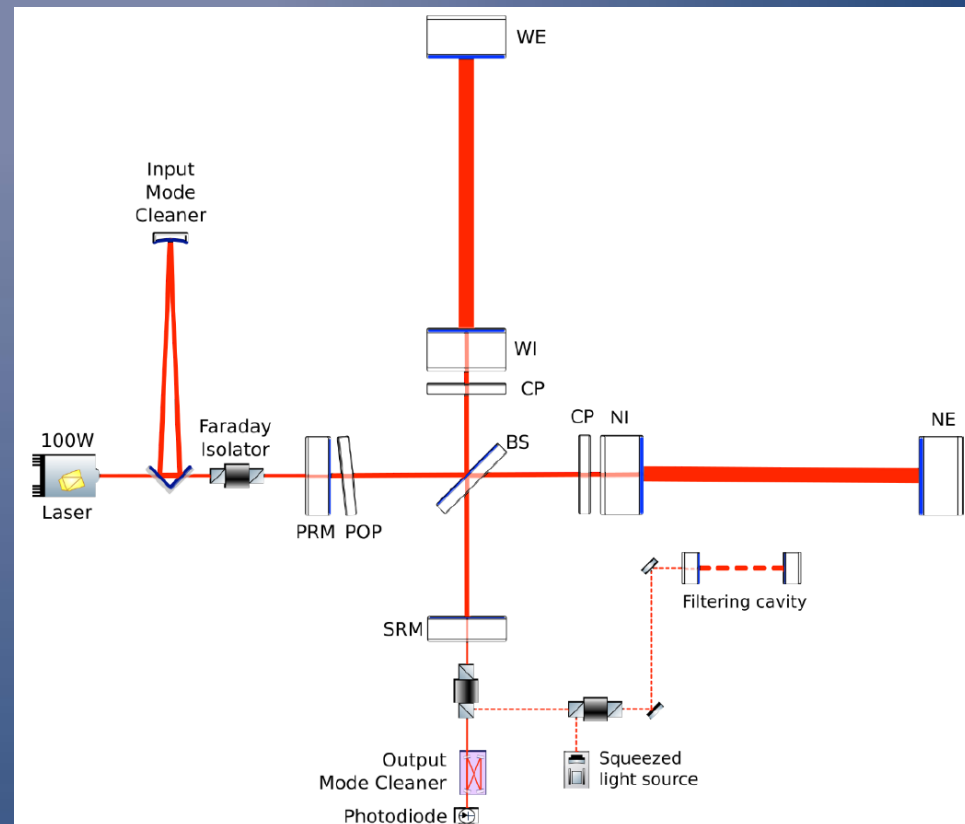 WE
Input
Mode
Cleaner
WI
CP
Faraday
Isolator
CP
NI
NE
BS
100W
Laser
PRM
POP
Filtering cavity
SRM
Output
Mode Cleaner
Squeezed
light source
Photodiode